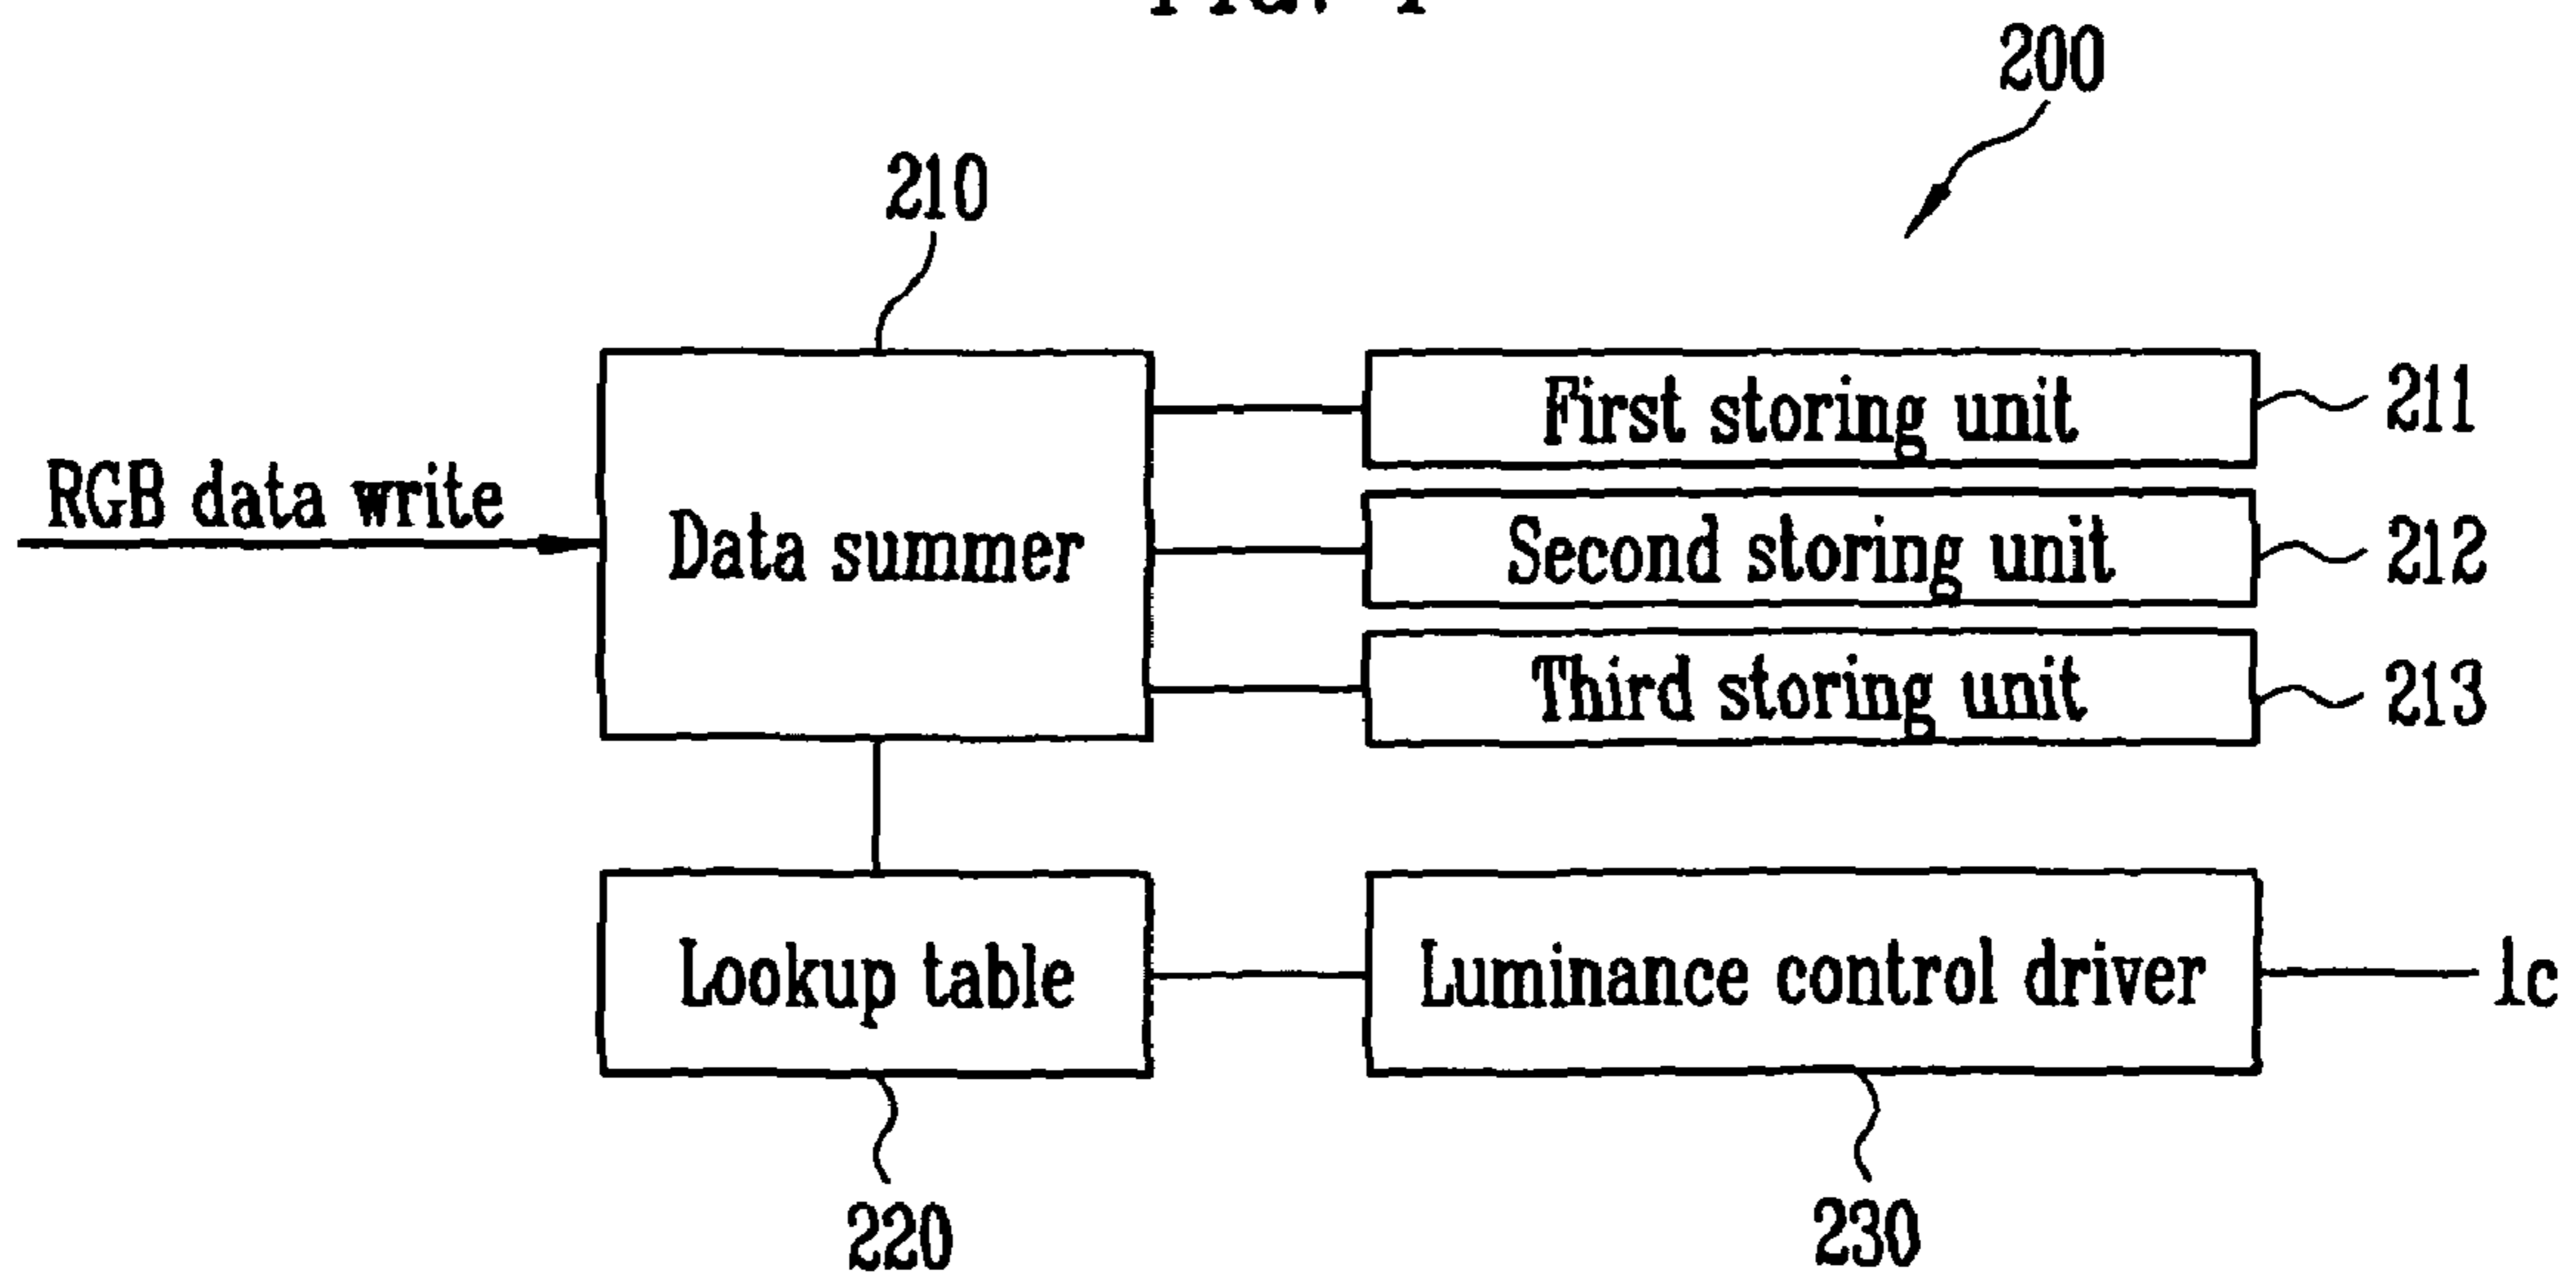 200
210
First storing unit
211
RGB data write
Data summer
Second storing unit
212
Third storing unit
213
Lookup table
Luminance control driver
lc
220
230